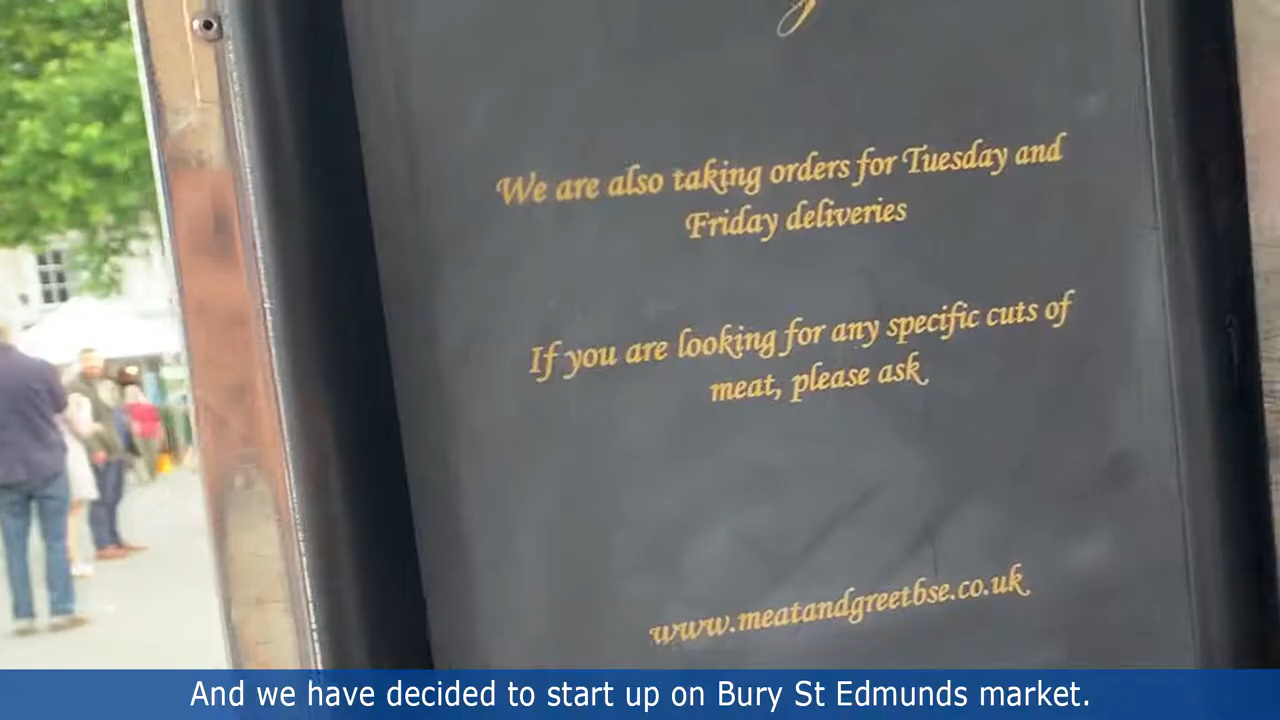 We are also taking orders for Tuesday and
Friday deliveries
If you are looking for any specific cuts of
meat, please ask
www.meatandgreetbse.co.uk
And we have decided to start up on Bury St Edmunds market.